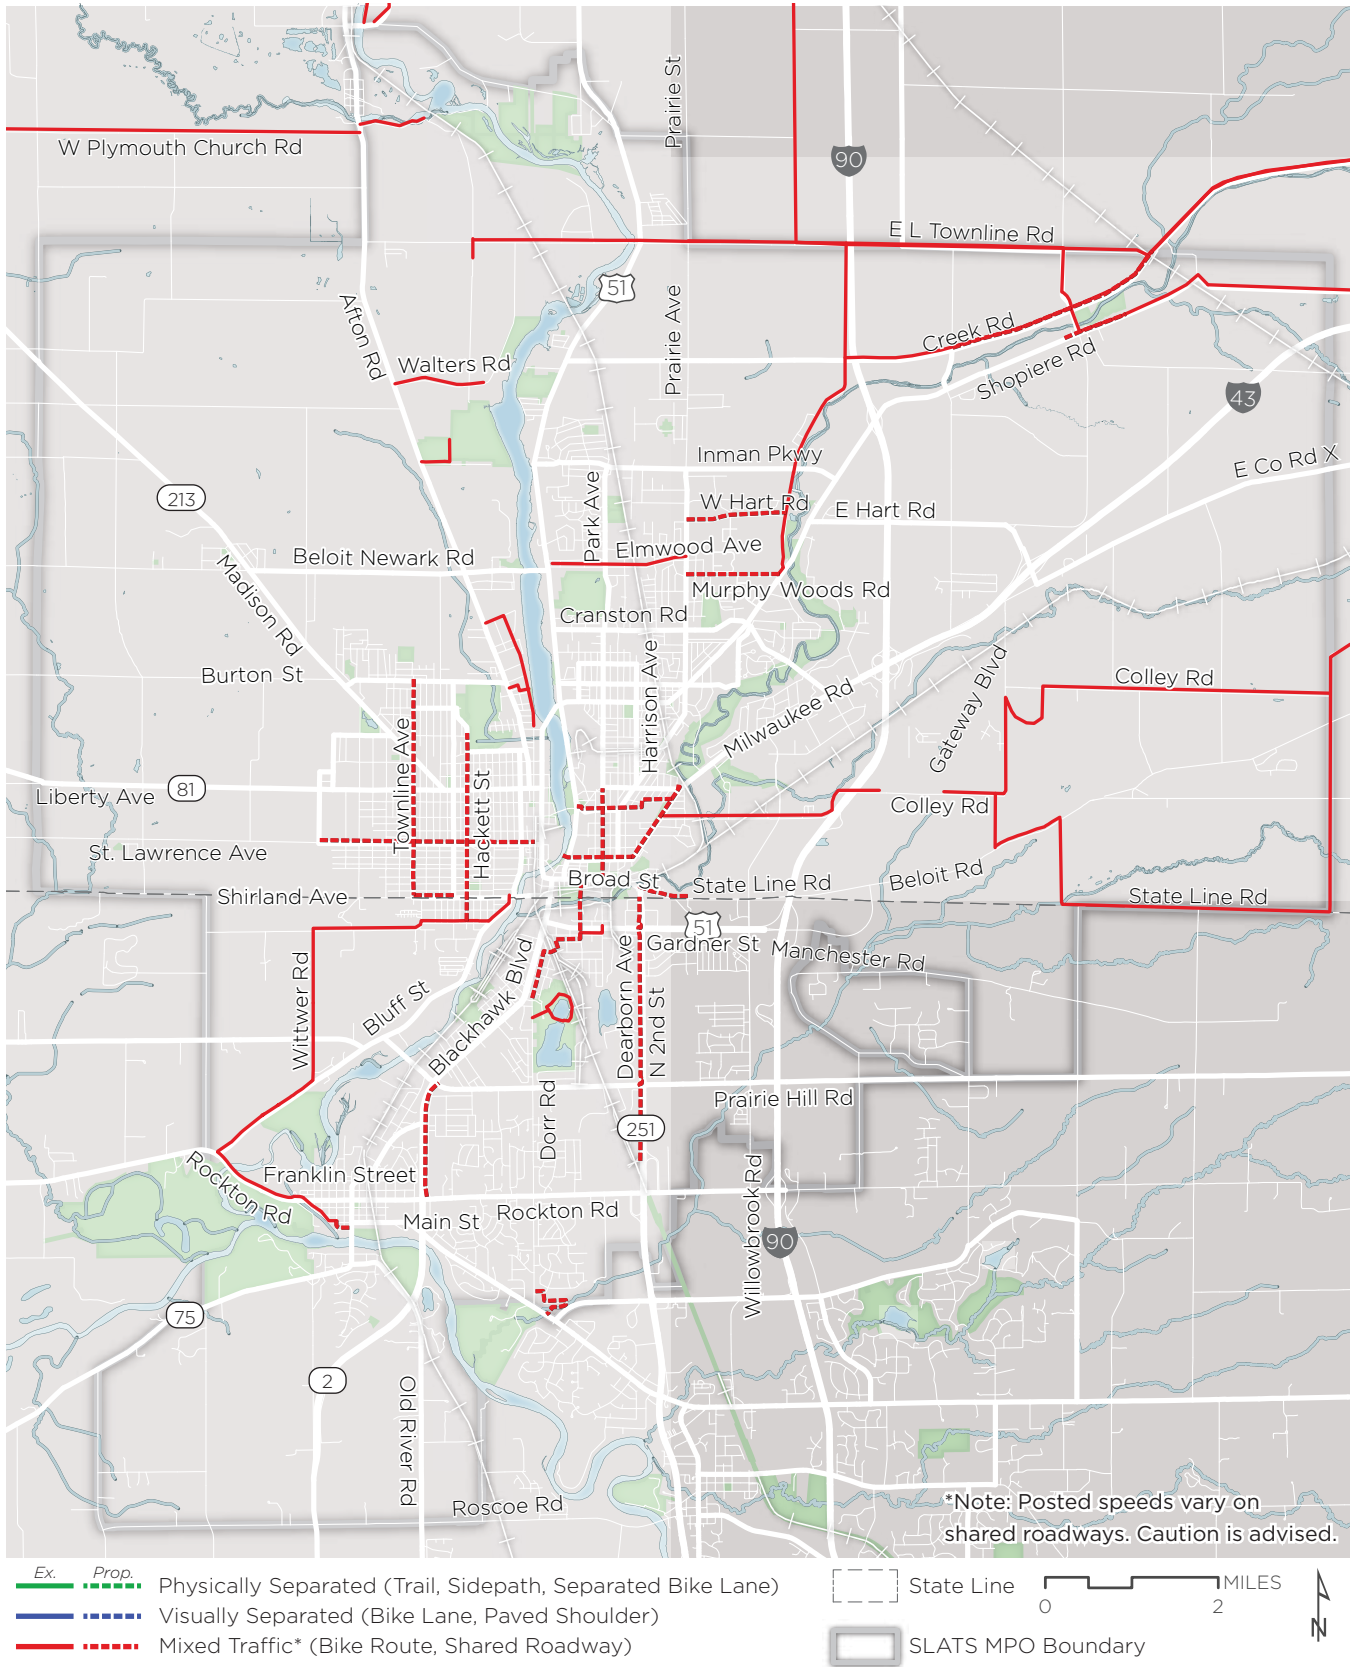 Prairie St
W Plymouth Church Rd
90
E L Townline Rd
51
Afton Rd
Prairie Ave
Creek Rd
Walters Rd
Shopiere Rd
43
Inman Pkwy
E Co Rd X
213
Park Ave
W Hart Rd
E Hart Rd
Beloit Newark Rd
Elmwood Ave
Madison Rd
Murphy Woods Rd
Cranston Rd
Burton St
Harrison Ave
Gateway Blvd
Colley Rd
Milwaukee Rd
Townline Ave
81
Liberty Ave
Hackett St
Colley Rd
St. Lawrence Ave
Broad St
State Line Rd
Beloit Rd
Shirland Ave
State Line Rd
51
Gardner St
Manchester Rd
Wittwer Rd
Bluff St
Blackhawk Blvd
Dearborn Ave
N 2nd St
Dorr Rd
Prairie Hill Rd
251
Rockton Rd
Franklin Street
Willowbrook Rd
Main St
Rockton Rd
90
75
2
Old River Rd
Roscoe Rd
*Note: Posted speeds vary on
shared roadways. Caution is advised.
Ex. Prop.
Physically Separated (Trail, Sidepath, Separated Bike Lane)
Visually Separated (Bike Lane, Paved Shoulder)
Mixed Traffic* (Bike Route, Shared Roadway)
State Line
SLATS MPO Boundary
MILES
0 2
N